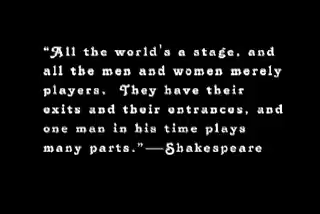 “All the world's a stage, and
all the men and women merely
players. They have their
exits and their entrances, and
one man in his time plays
many parts.”—Shakespeare